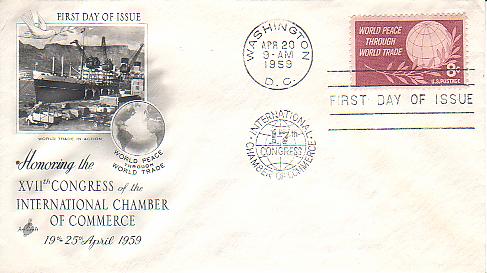 FIRST DAY OF ISSUE
WORLD TRADE IN ACTION
WORLD PEACE
THROUGH
WORLD TRADE
Honoring the
XVIIth CONGRESS of the
INTERNATIONAL CHAMBER
OF COMMERCE
19th 25th April 1959
WASHINGTON
APR 20
9-AM
1959
D.C.
WORLD PEACE
THROUGH
WORLD TRADE
8¢
U.S. POSTAGE
FIRST DAY OF ISSUE
INTERNATIONAL
CONGRESS
CHAMBER OF COMMERCE